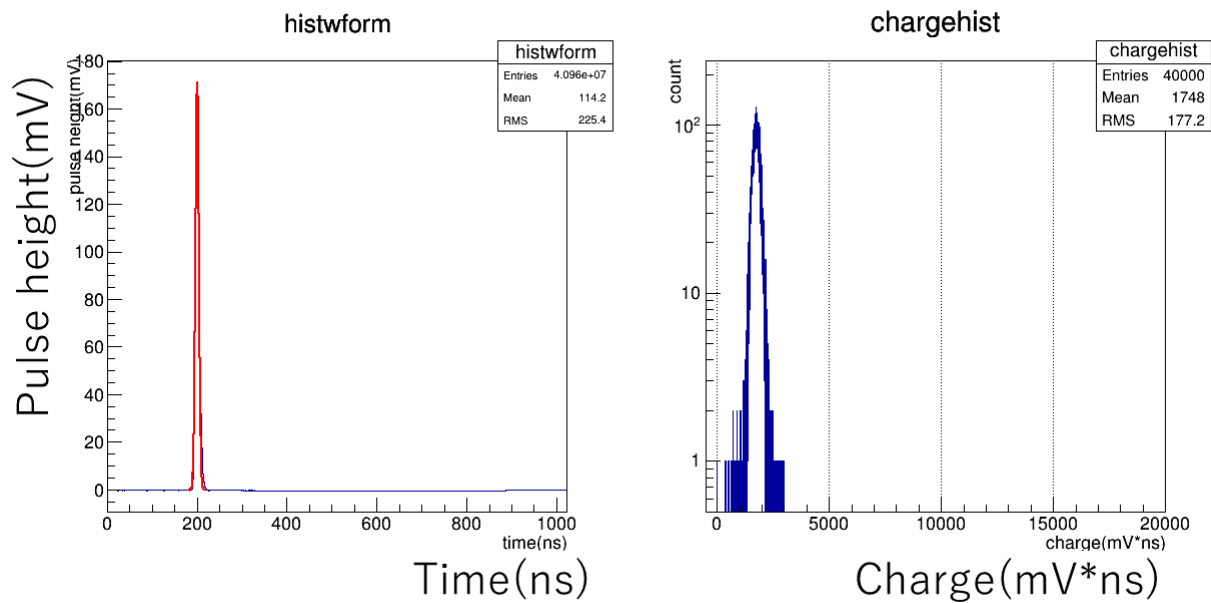 histwform
histwform
Entries 4.096e+07
Mean 114.2
RMS 225.4
Pulse height(mV)
pulse height(mV)
180
160
140
120
100
80
60
40
20
0
0 200 400 600 800 1000
time(ns)
Time(ns)
chargehist
chargehist
Entries 40000
Mean 1748
RMS 177.2
count
10²
10
1
0 5000 10000 15000 20000
charge(mV*ns)
Charge(mV*ns)